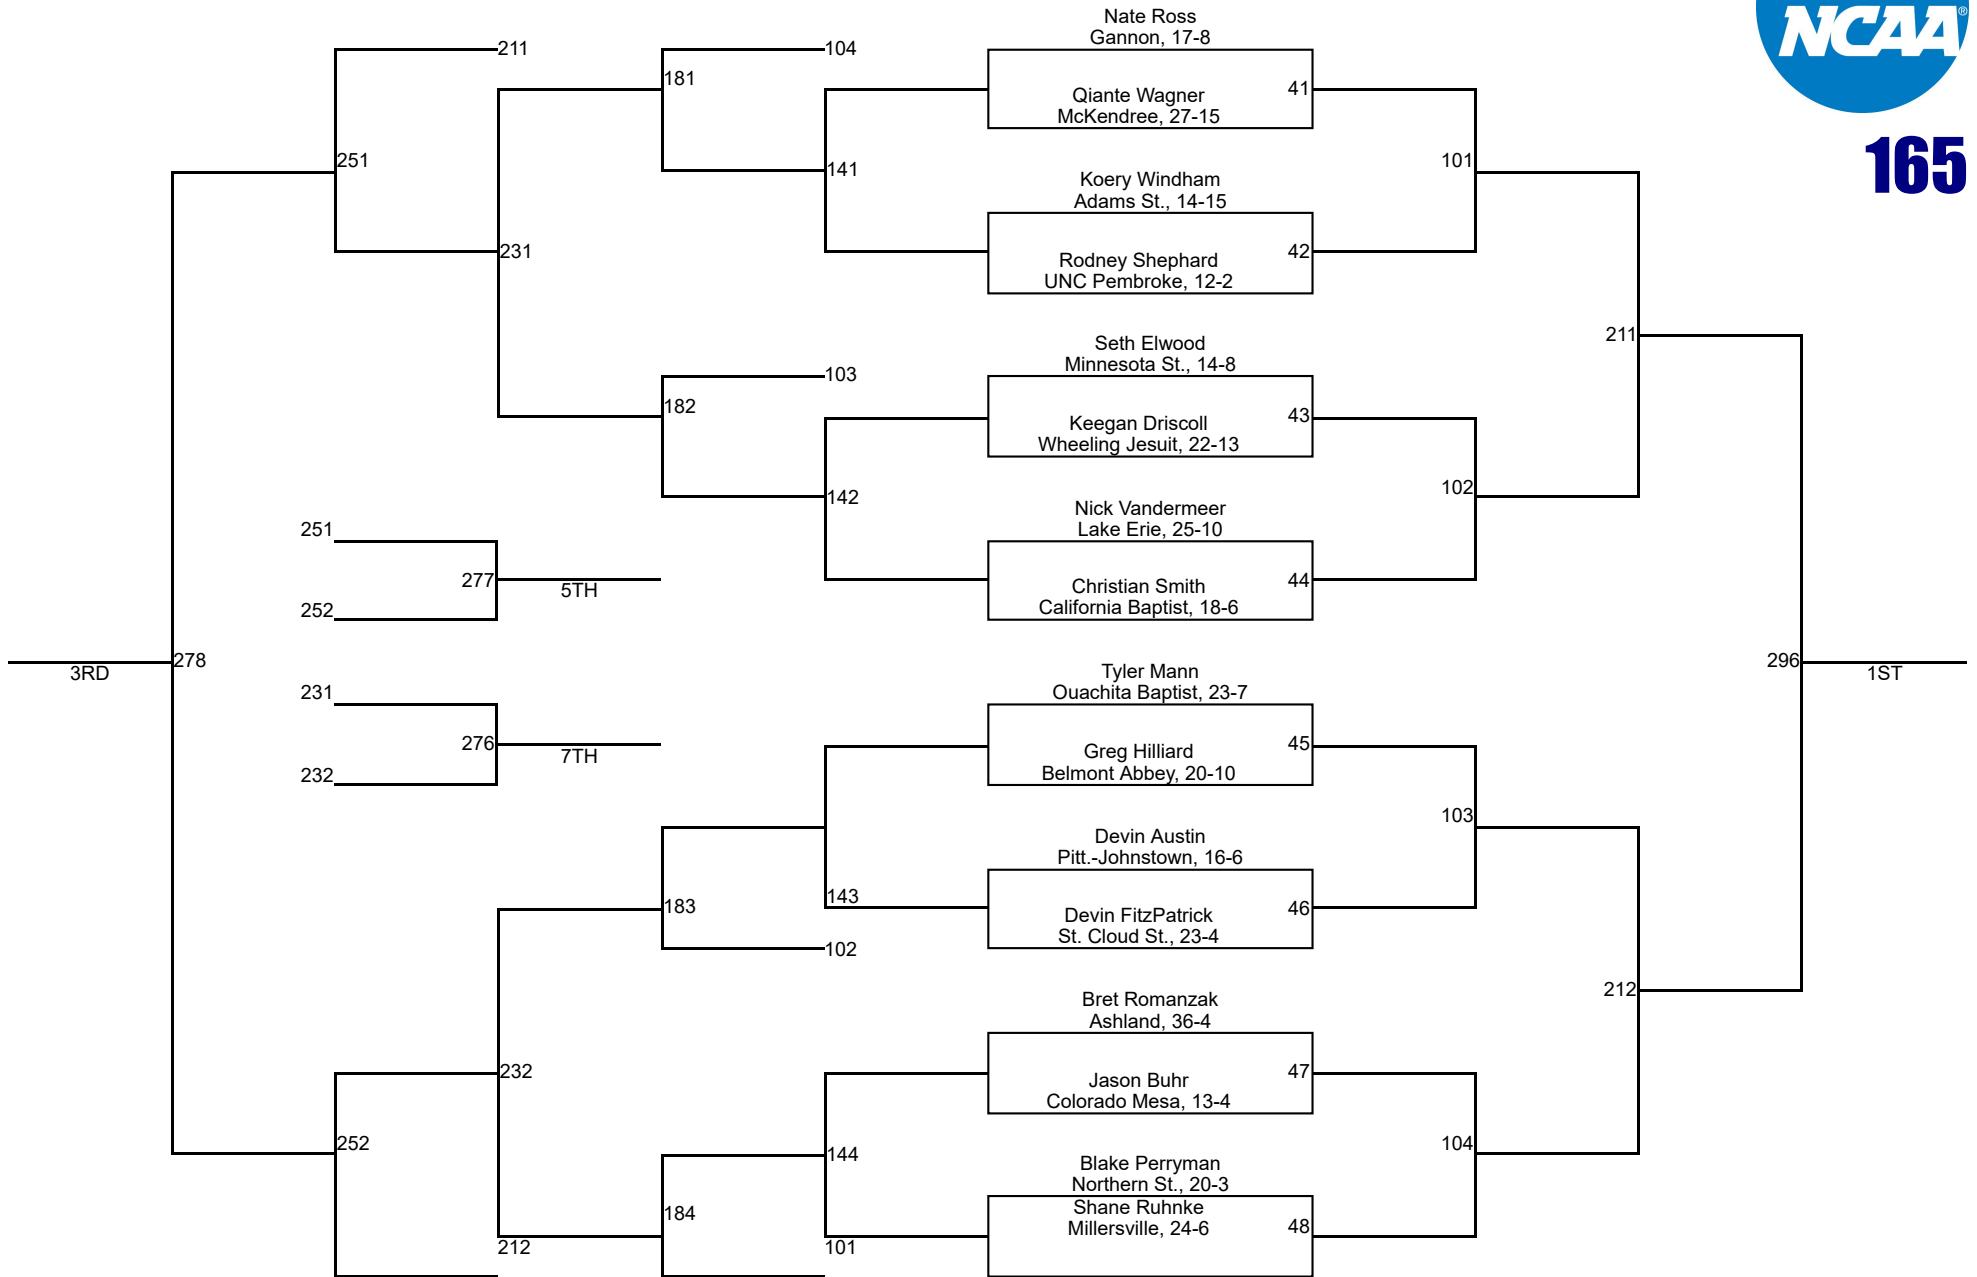 Nate Ross
Gannon, 17-8
NCAA®
211
104
181
41
Qiante Wagner
McKendree, 27-15
165
251
141
101
Koery Windham
Adams St., 14-15
231
42
Rodney Shephard
UNC Pembroke, 12-2
211
Seth Elwood
Minnesota St., 14-8
103
182
43
Keegan Driscoll
Wheeling Jesuit, 22-13
142
102
Nick Vandermeer
Lake Erie, 25-10
251
277
5TH
44
Christian Smith
California Baptist, 18-6
252
278
3RD
296
1ST
Tyler Mann
Ouachita Baptist, 23-7
231
276
7TH
45
Greg Hilliard
Belmont Abbey, 20-10
232
103
Devin Austin
Pitt.-Johnstown, 16-6
183
143
46
Devin FitzPatrick
St. Cloud St., 23-4
102
212
Bret Romanzak
Ashland, 36-4
232
47
Jason Buhr
Colorado Mesa, 13-4
252
144
104
Blake Perryman
Northern St., 20-3
184
Shane Ruhnke
Millersville, 24-6
48
212
101